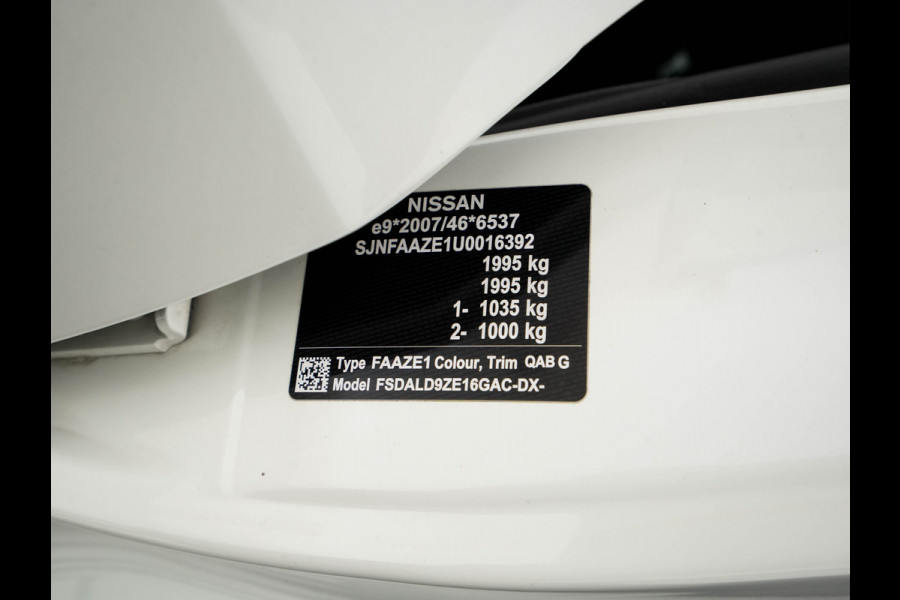 NISSAN
e9*2007/46*6537
SJNFAAZE1U0016392
1995 kg
1995 kg
1- 1035 kg
2- 1000 kg
Type FAAZE1 Colour, Trim QAB G
Model FSDALD9ZE16GAC-DX-